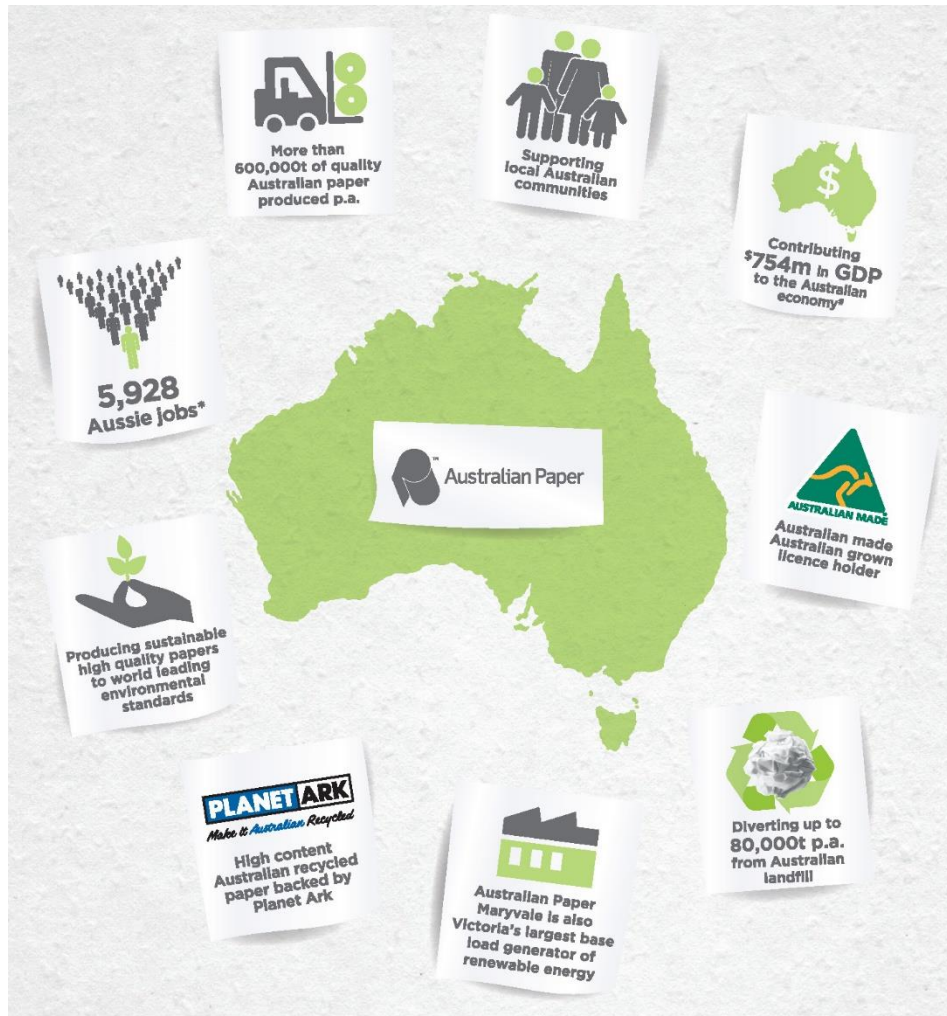 More than
600,000t of quality
Australian paper
produced p.a.
Supporting
local Australian
communities
$
Contributing
$754m in GDP
to the Australian
economy#
5,928
Aussie jobs*
Australian Paper™
AUSTRALIAN MADE
Australian made
Australian grown
licence holder
Producing sustainable
high quality papers
to world leading
environmental
standards
PLANET ARK
Make it Australian Recycled
High content
Australian recycled
paper backed by
Planet Ark
Australian Paper
Maryvale is also
Victoria's largest base
load generator of
renewable energy
Diverting up to
80,000t p.a.
from Australian
landfill